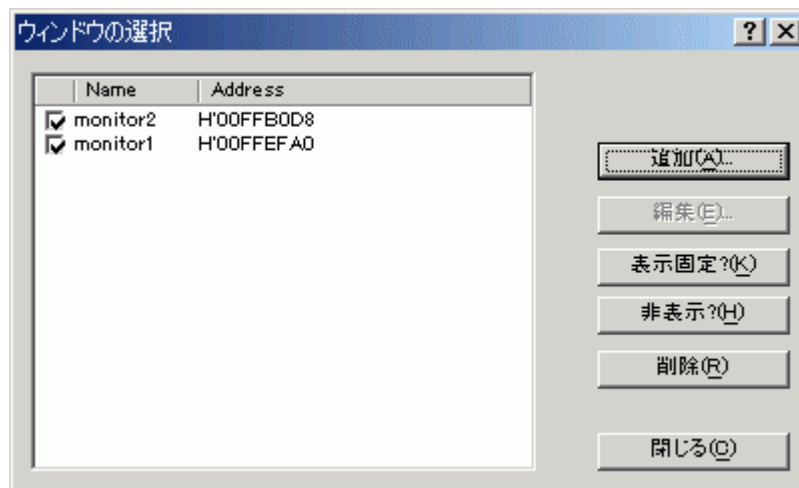 ウィンドウの選択
Name Address
monitor2 H'00FFB0D8
monitor1 H'00FFEFA0
追加(A)...
編集(E)...
表示固定?(K)
非表示?(H)
削除(R)
閉じる(C)